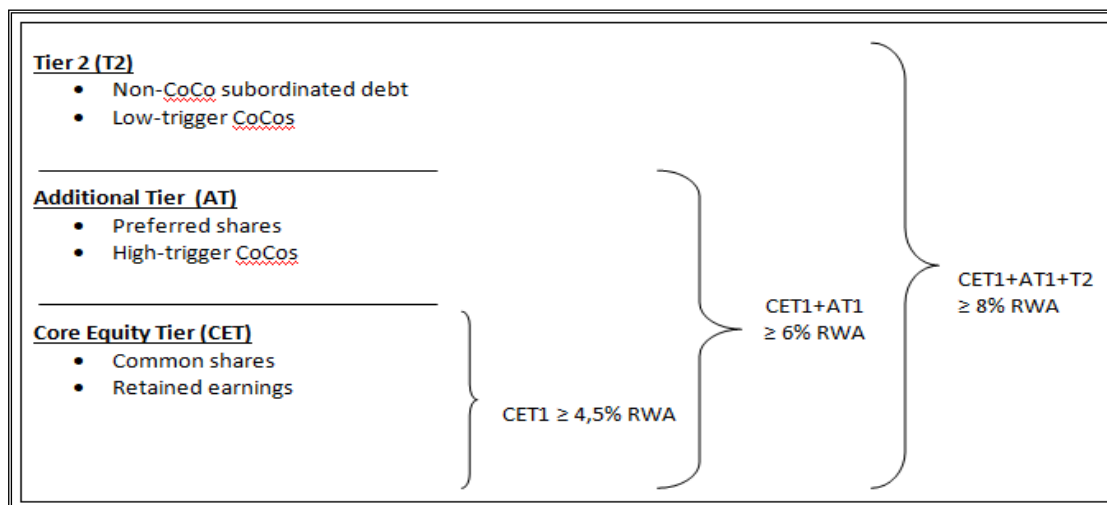 Tier 2 (T2)
• Non-CoCo subordinated debt
• Low-trigger CoCos
Additional Tier (AT)
• Preferred shares
• High-trigger CoCos
Core Equity Tier (CET)
• Common shares
• Retained earnings
CET1 ≥ 4,5% RWA
CET1+AT1
≥ 6% RWA
CET1+AT1+T2
≥ 8% RWA